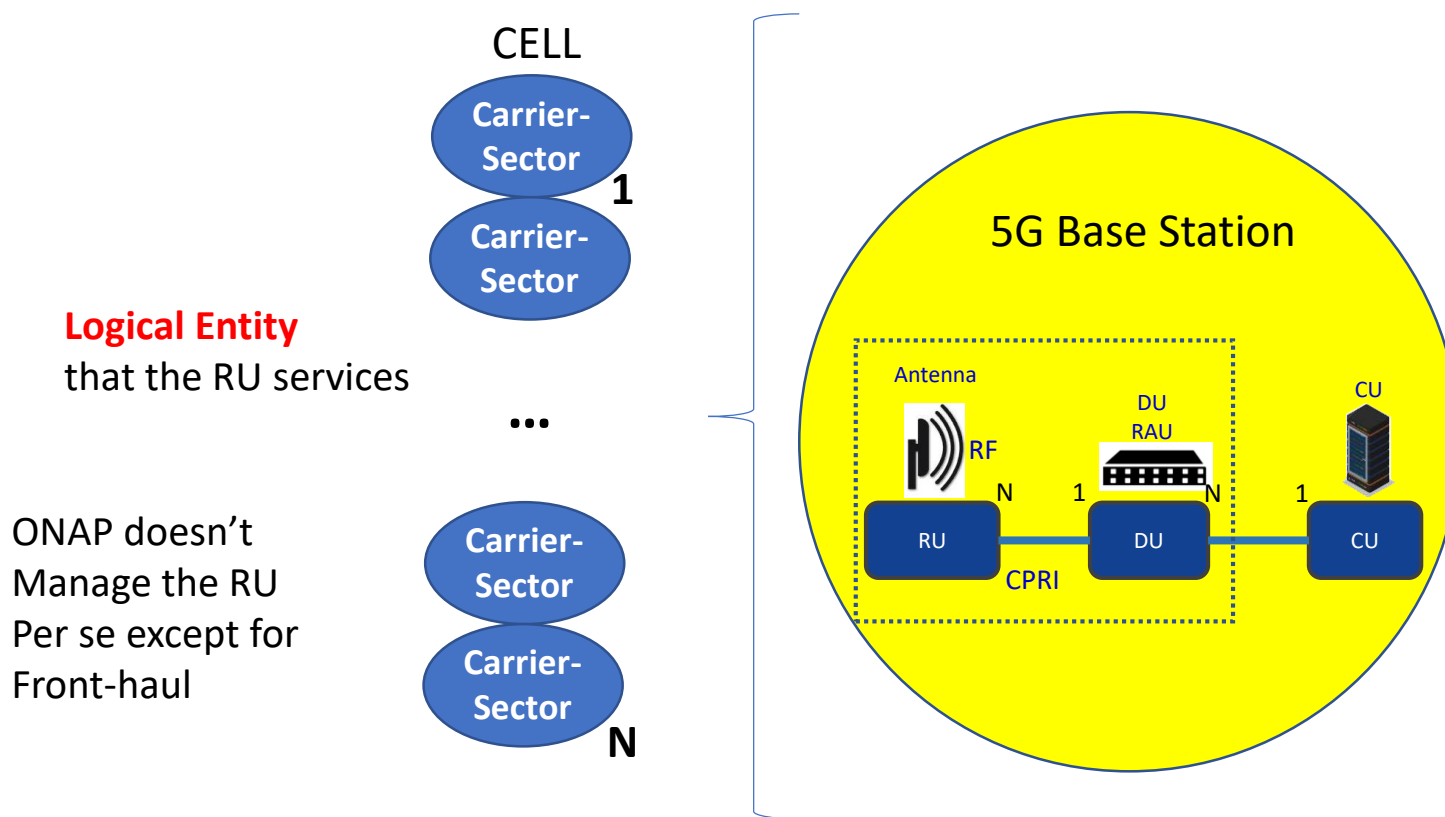 CELL
Carrier-
Sector
1
Carrier-
Sector
Logical Entity
that the RU services
...
ONAP doesn’t
Manage the RU
Per se except for
Front-haul
Carrier-
Sector
Carrier-
Sector
N
5G Base Station
Antenna
RF
DU
RAU
CU
N
1
N
1
RU
DU
CU
CPRI